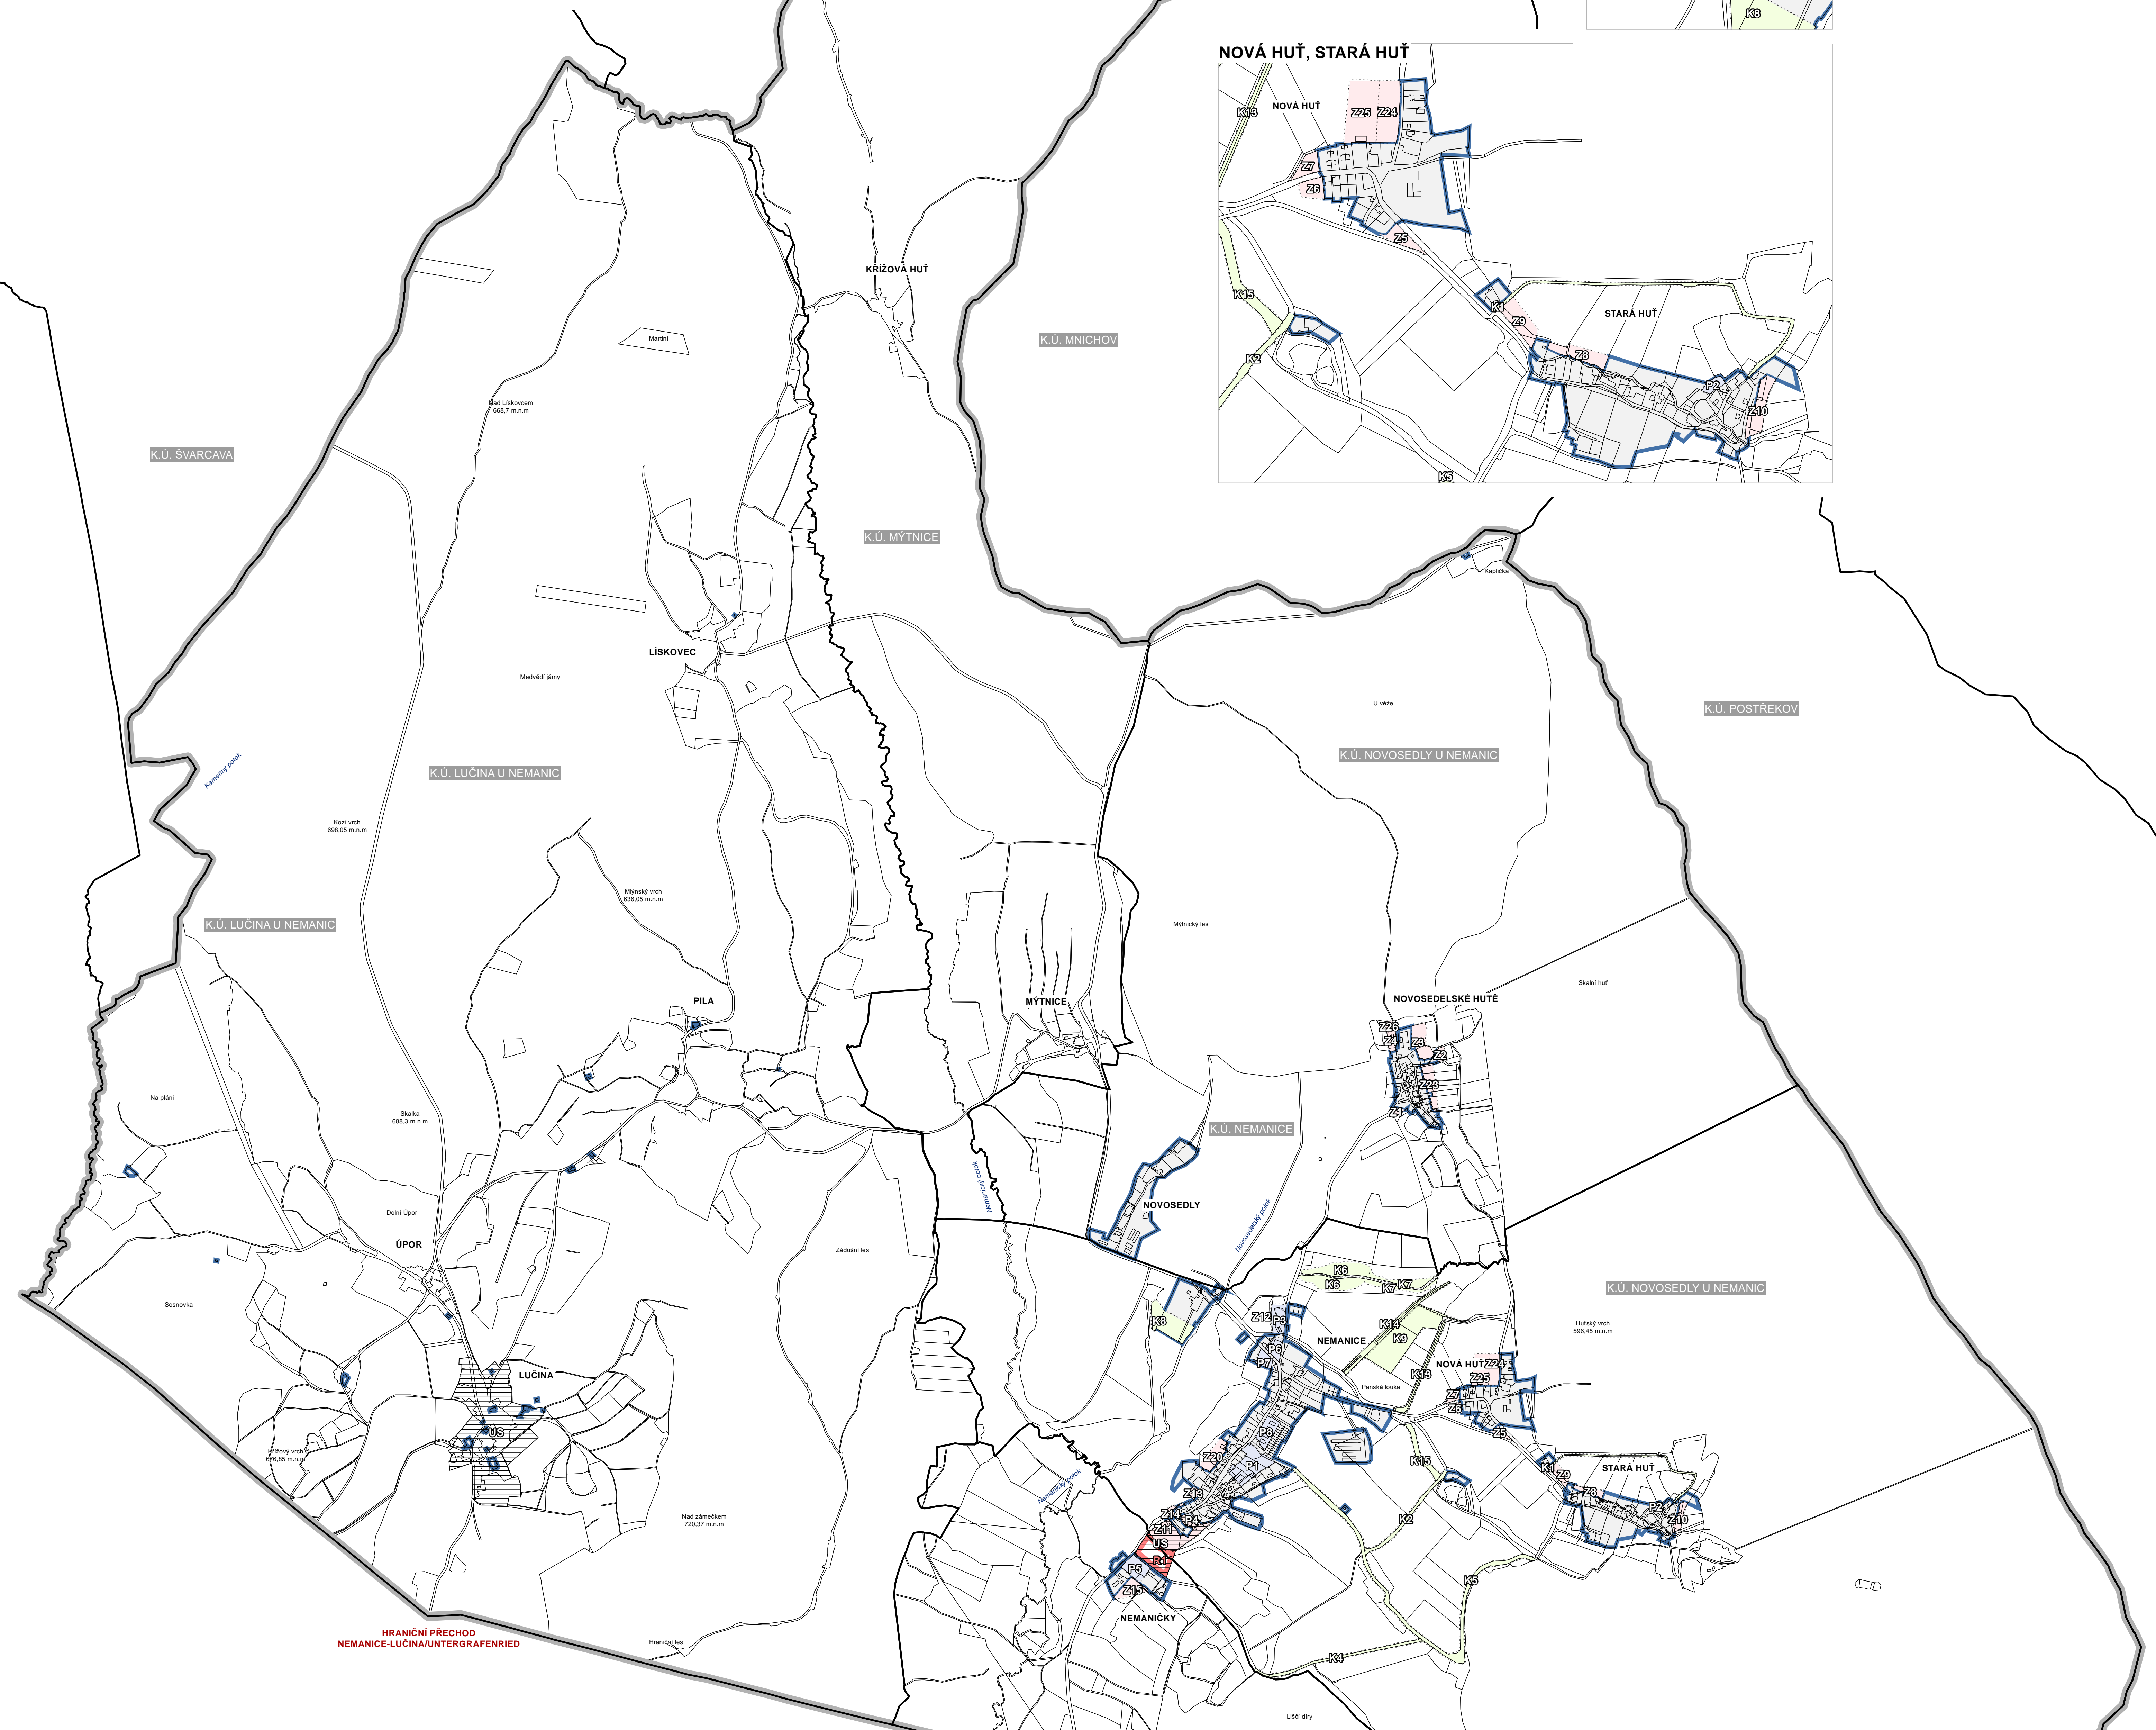 K8
NOVÁ HUŤ, STARÁ HUŤ
NOVÁ HUŤ
K13
Z25
Z24
Z7
Z6
Z5
K15
K1
Z9
STARÁ HUŤ
K2
Z8
P2
Z10
K5
KŘÍŽOVÁ HUŤ
K.Ú. MNICHOV
Martini
Nad Lískovcem
668,7 m.n.m
K.Ú. ŠVARCAVA
K.Ú. MÝTNICE
Kaplička
LÍSKOVEC
Medvědí jámy
U věže
K.Ú. POSTŘEKOV
K.Ú. NOVOSEDLY U NEMANIC
Kamenný potok
K.Ú. LUČINA U NEMANIC
Kozí vrch
698,05 m.n.m
Mlýnský vrch
636,05 m.n.m
K.Ú. LUČINA U NEMANIC
Mýtnický les
Skalní huť
PILA
MÝTNICE
NOVOSEDELSKÉ HUTĚ
Z26
Z4
Z3
Z2
Z23
Z1
Na pláni
Skalka
688,3 m.n.m
K.Ú. NEMANICE
Nemanický potok
NOVOSEDLY
Novosedelský potok
Dolní Úpor
ÚPOR
Zádušní les
K6
K6
K7
K7
K.Ú. NOVOSEDLY U NEMANIC
Sosnovka
K8
Z12
P3
K14
NEMANICE
K9
Huťský vrch
596,45 m.n.m
P6
P7
NOVÁ HUŤ
Z24
Z25
K13
LUČINA
Panská louka
Z7
Z6
Z5
US
P8
Křížový vrch
676,85 m.n.m
Z20
P1
K15
K1
Z9
STARÁ HUŤ
Nemanický potok
Z13
Z8
P2
Z10
Nad zámečkem
720,37 m.n.m
Z14
P4
Z11
K2
US
R1
P5
Z15
K5
NEMANIČKY
HRANIČNÍ PŘECHOD
NEMANICE-LUČINA/UNTERGRAFENRIED
Hraniční les
K4
Liščí díry